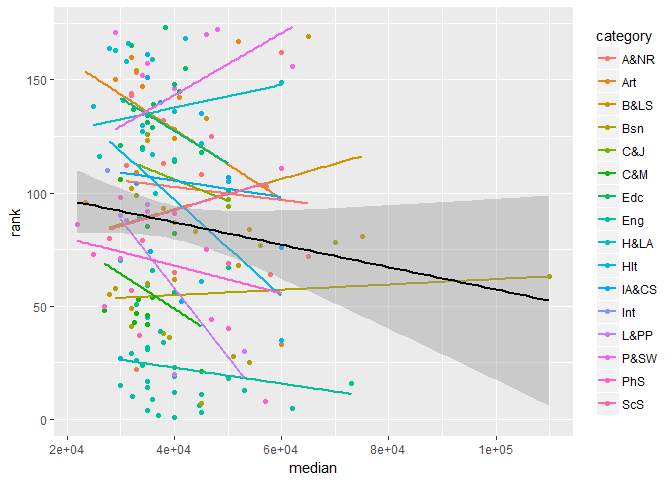 category
A&NR
Art
B&LS
Bsn
C&J
C&M
Edc
Eng
H&LA
Hlt
IA&CS
Int
L&PP
P&SW
PhS
ScS
rank
150
100
50
0
2e+04 4e+04 6e+04 8e+04 1e+05
median